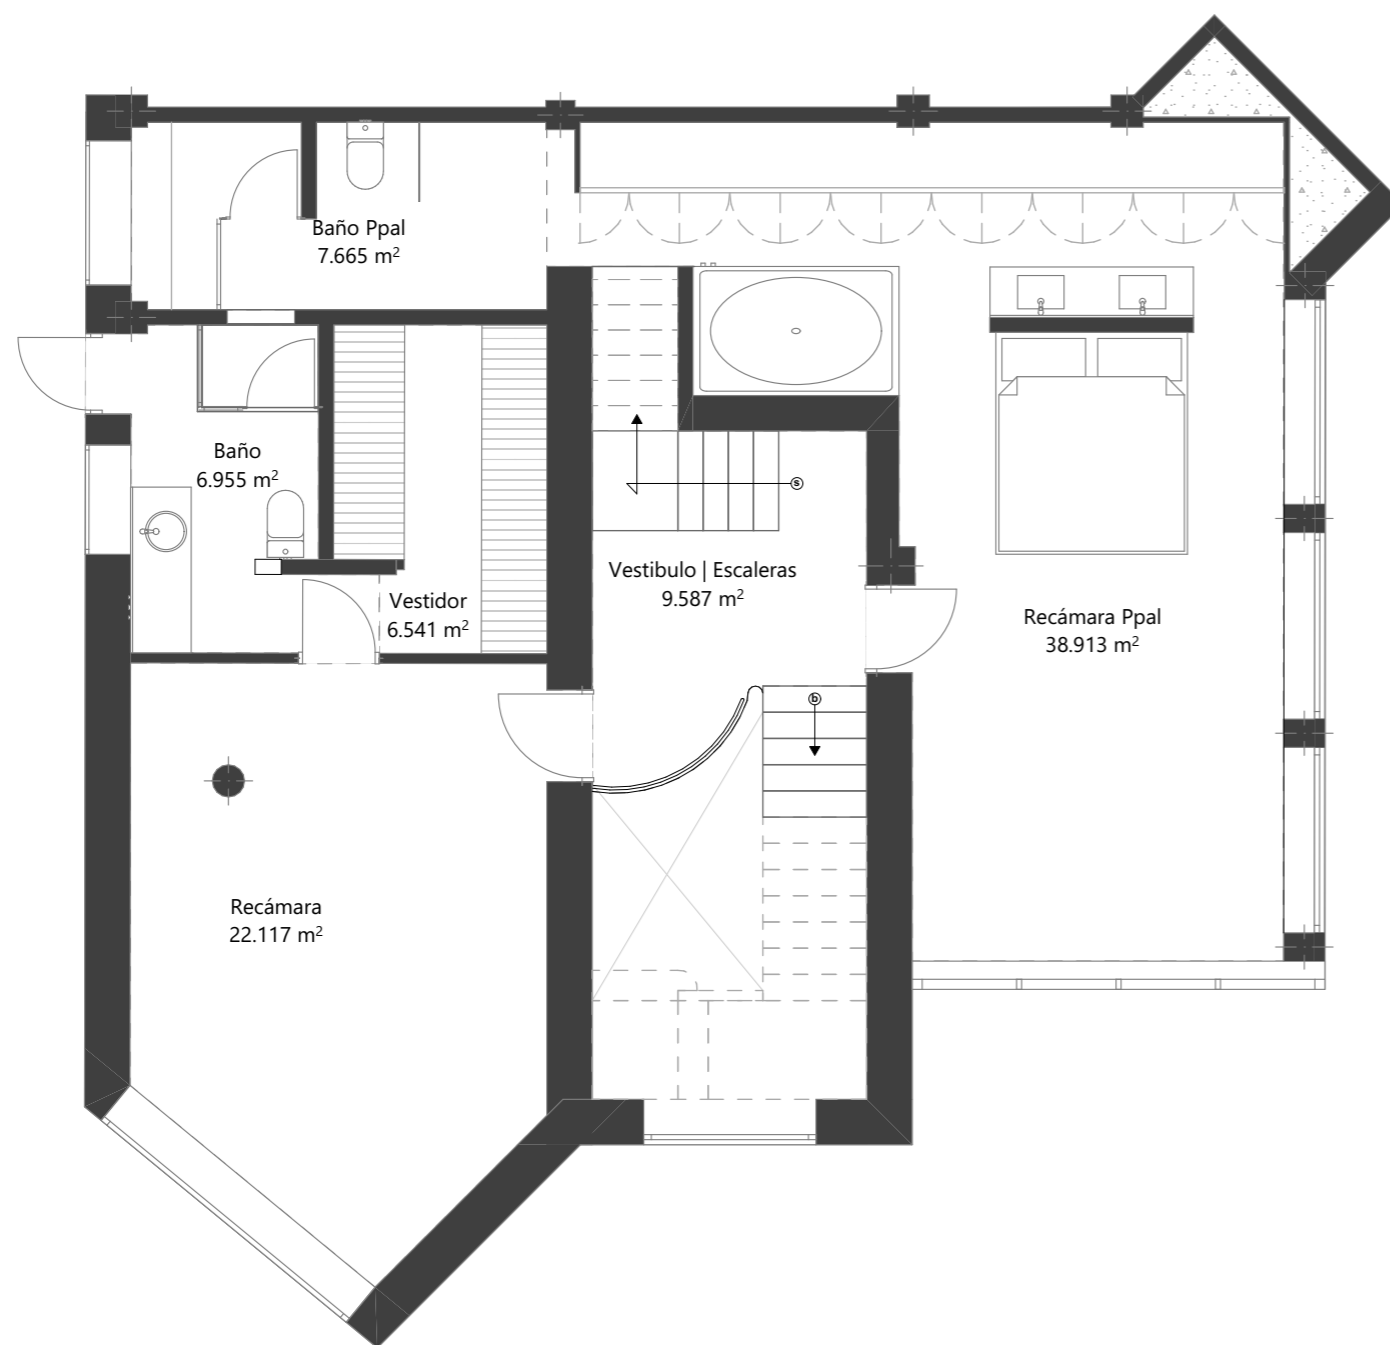 Baño Ppal
7.665 m²
Baño
6.955 m²
s
Vestibulo | Escaleras
9.587 m²
Vestidor
6.541 m²
Recámara Ppal
38.913 m²
b
Recámara
22.117 m²